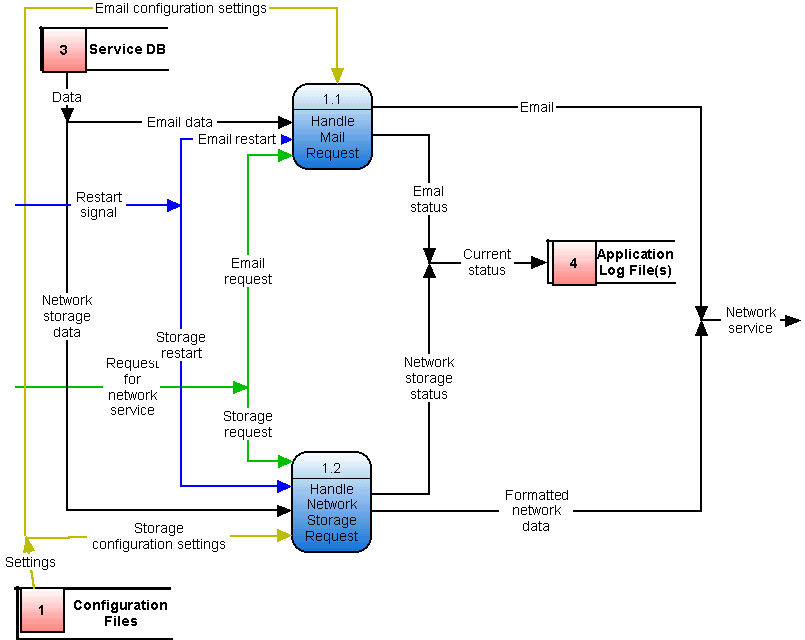 Email configuration settings
3
Service DB
Data
Email data
Email restart
1.1
Handle
Mail
Request
Email
Restart
signal
Emal
status
Email
request
Current
status
4
Application
Log File(s)
Network
storage
data
Network
service
Storage
restart
Request
for
network
service
Network
storage
status
Storage
request
1.2
Handle
Network
Storage
Request
Formatted
network
data
Storage
configuration settings
Settings
1
Configuration
Files